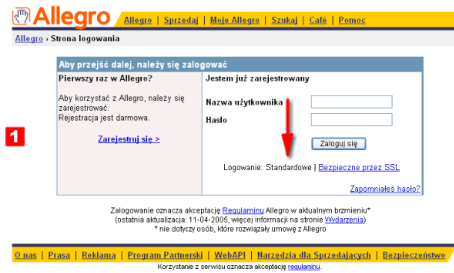 Allegro
Allegro | Sprzedaj | Moje Allegro | Szukaj | Café | Pomoc
Allegro › Strona logowania
Aby przejść dalej, należy się zalogować
Pierwszy raz w Allegro?
Aby korzystać z Allegro, należy się
zarejestrować.
Rejestracja jest darmowa.
Zarejestruj się >
Jestem już zarejestrowany
Nazwa użytkownika
Hasło
Zaloguj się
Logowanie: Standardowe | Bezpieczne przez SSL
Zapomniałeś hasło?
1
Zalogowanie oznacza akceptację Regulaminu Allegro w aktualnym brzmieniu*
(ostatnia aktualizacja: 11-04-2005, więcej informacji na stronie Wydarzenia)
* nie dotyczy osób, które rozwiązały umowę z Allegro
O nas | Prasa | Reklama | Program Partnerski | WebAPI | Narzędzia dla Sprzedających | Bezpieczeństwo
Korzystanie z serwisu oznacza akceptację regulaminu.